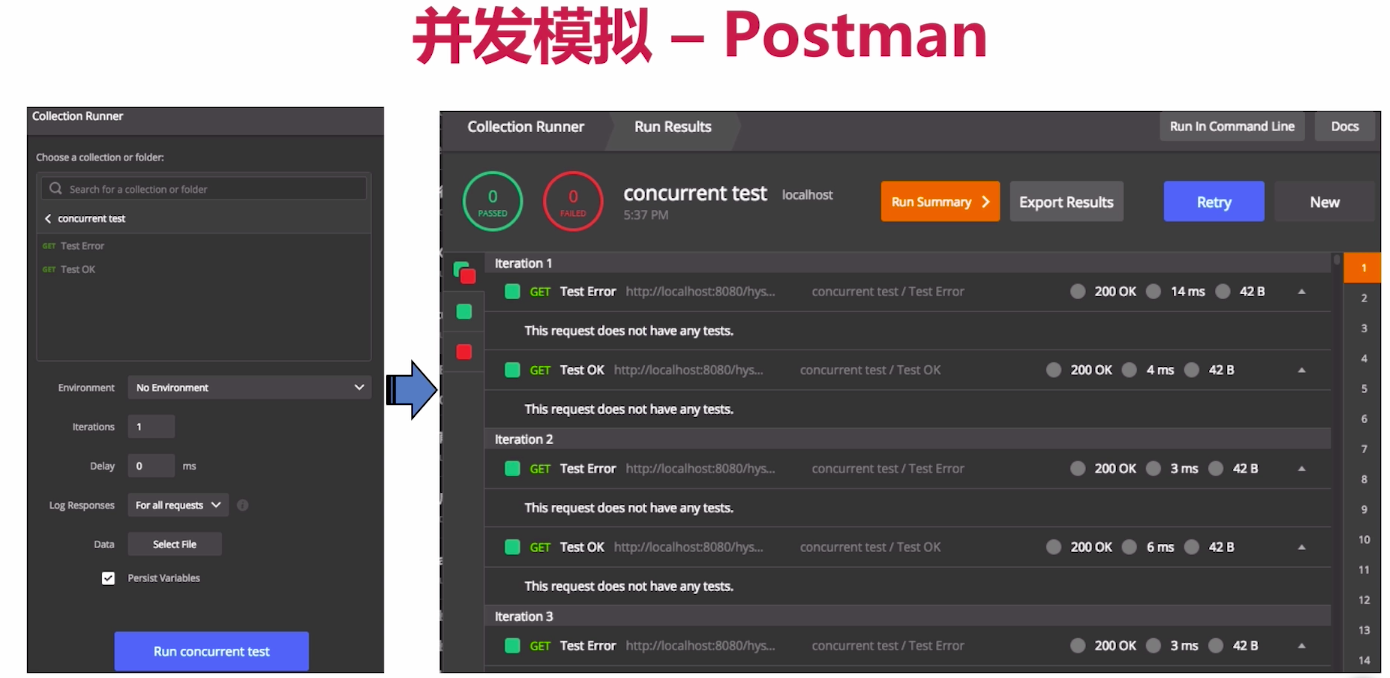 并发模拟 – Postman
Collection Runner
Choose a collection or folder:
Search for a collection or folder
concurrent test
GET Test Error
GET Test OK
Environment No Environment
Iterations 1
Delay 0 ms
Log Responses For all requests
Data Select File
Persist Variables
Run concurrent test
Collection Runner Run Results Run In Command Line Docs
0 PASSED
0 FAILED
concurrent test localhost
5:37 PM
Run Summary Export Results Retry New
Iteration 1
GET Test Error http://localhost:8080/hys... concurrent test / Test Error 200 OK 14 ms 42 B
This request does not have any tests.
GET Test OK http://localhost:8080/hys... concurrent test / Test OK 200 OK 4 ms 42 B
This request does not have any tests.
Iteration 2
GET Test Error http://localhost:8080/hys... concurrent test / Test Error 200 OK 3 ms 42 B
This request does not have any tests.
GET Test OK http://localhost:8080/hys... concurrent test / Test OK 200 OK 6 ms 42 B
This request does not have any tests.
Iteration 3
GET Test Error http://localhost:8080/hys... concurrent test / Test Error 200 OK 3 ms 42 B
1
2
3
4
5
6
7
8
9
10
11
12
13
14